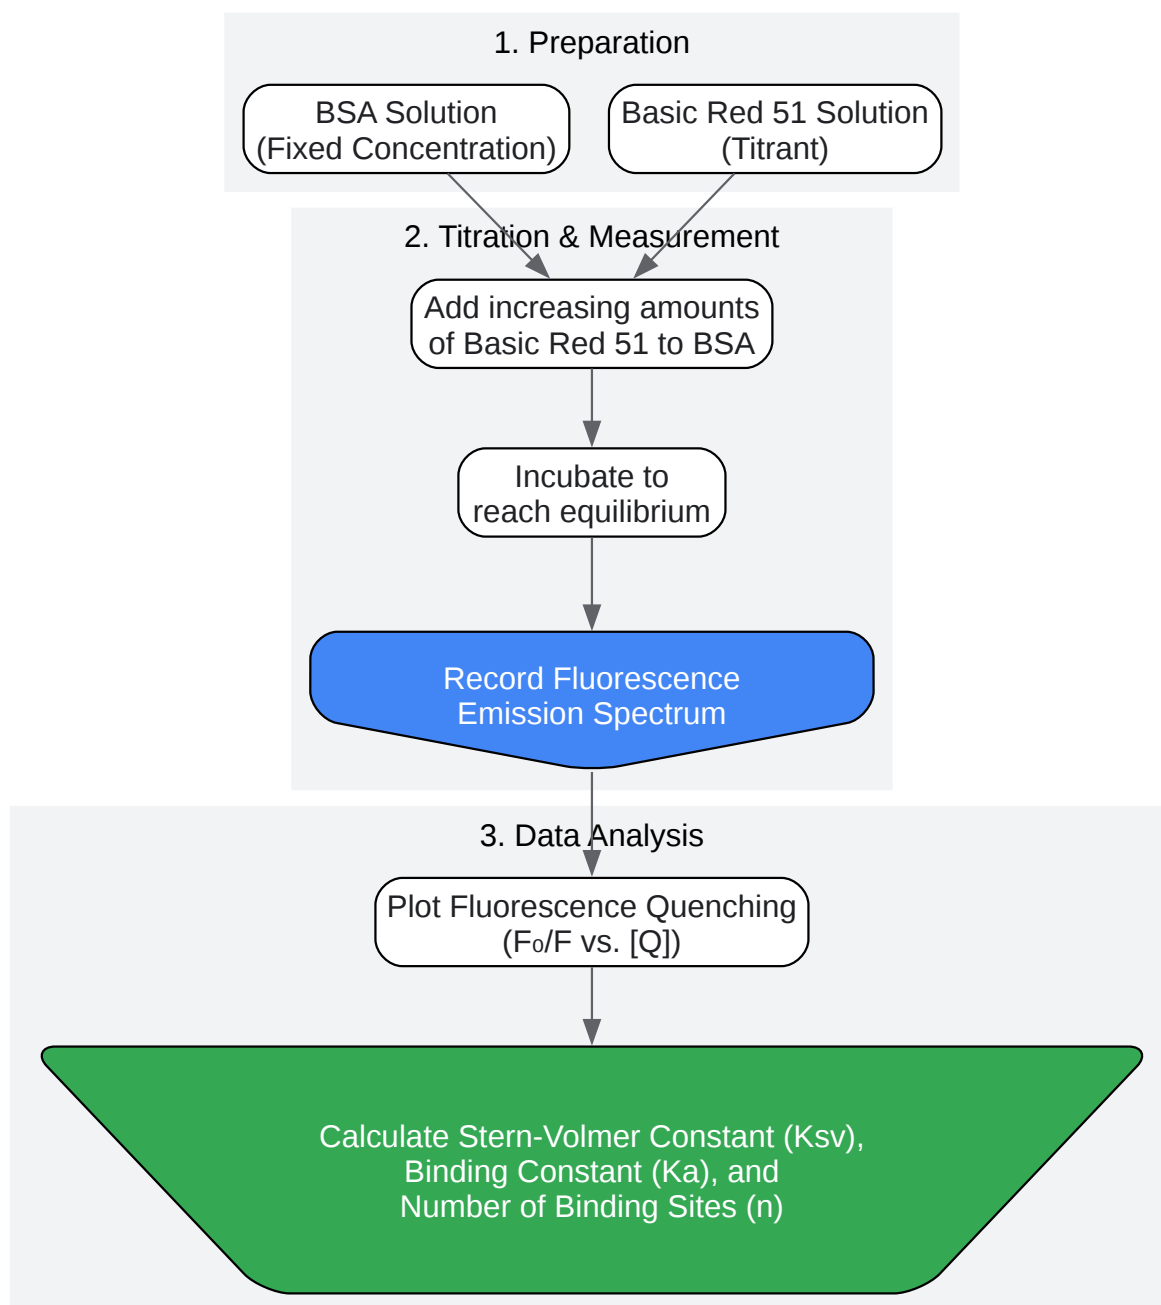 1. Preparation
BSA Solution
(Fixed Concentration)
Basic Red 51 Solution
(Titrant)
2. Titration & Measurement
Add increasing amounts
of Basic Red 51 to BSA
Incubate to
reach equilibrium
Record Fluorescence
Emission Spectrum
3. Data Analysis
Plot Fluorescence Quenching
(F₀/F vs. [Q])
Calculate Stern-Volmer Constant (Ksv),
Binding Constant (Ka), and
Number of Binding Sites (n)